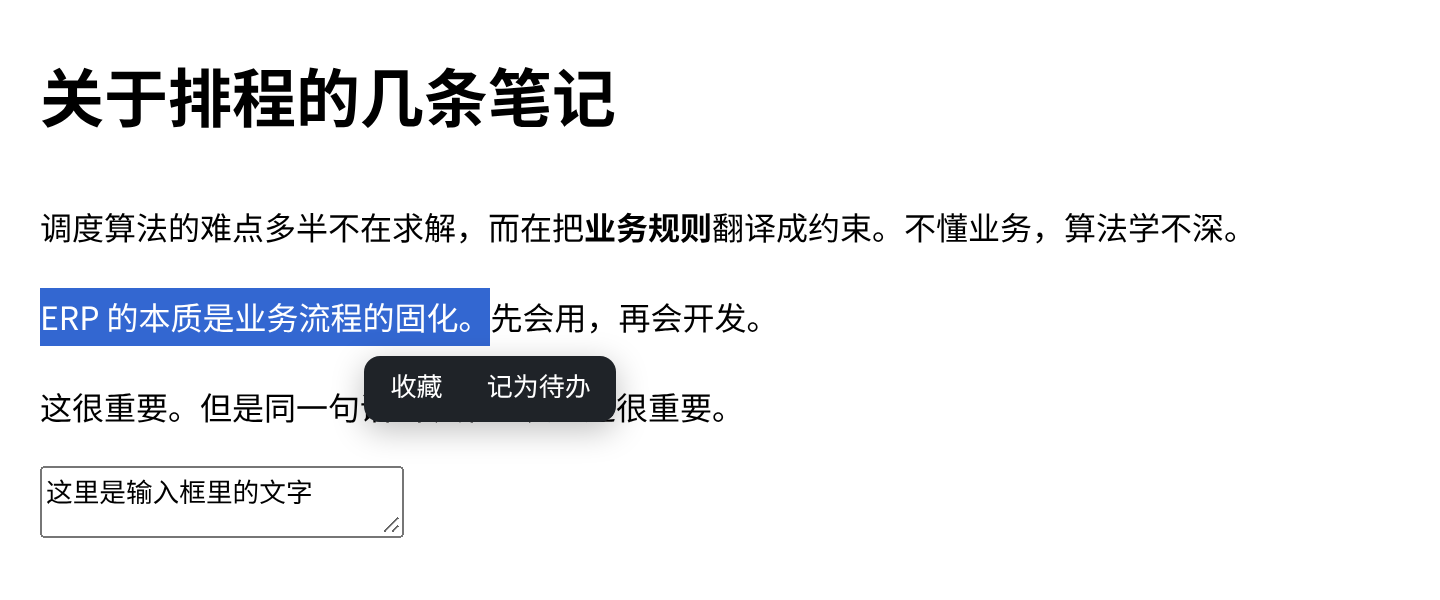 关于排程的几条笔记
调度算法的难点多半不在求解，而在把业务规则翻译成约束。不懂业务，算法学不深。
ERP 的本质是业务流程的固化。先会用，再会开发。
收藏 记为待办
这很重要。但是同一句 很重要。
这里是输入框里的文字